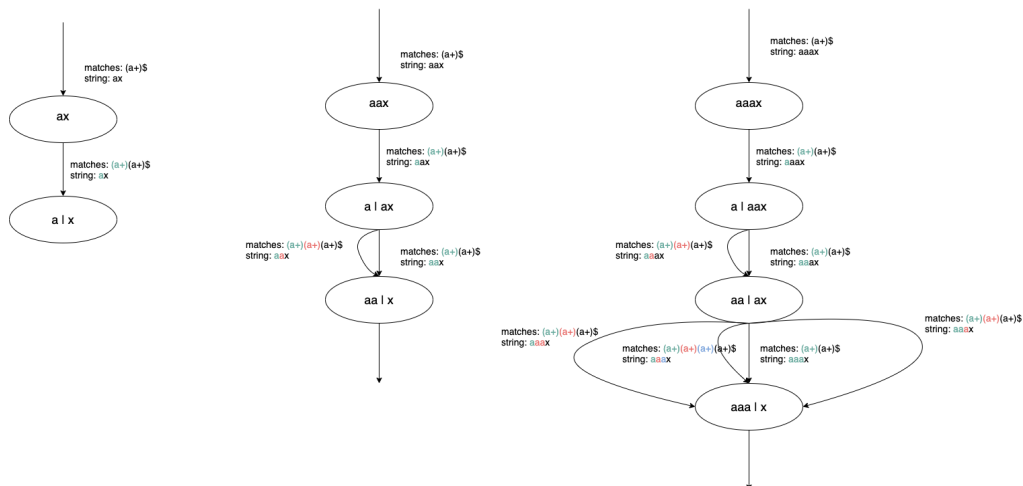 matches: (a+)$
string: ax
ax
matches: (a+)(a+)$
string: ax
a | x
matches: (a+)$
string: aax
aax
matches: (a+)(a+)$
string: aax
a | ax
matches: (a+)(a+)(a+)$
string: aax
matches: (a+)(a+)$
string: aax
aa | x
matches: (a+)$
string: aaax
aaax
matches: (a+)(a+)$
string: aaax
a | aax
matches: (a+)(a+)(a+)$
string: aaax
matches: (a+)(a+)$
string: aaax
aa | ax
matches: (a+)(a+)(a+)$
string: aaax
matches: (a+)(a+)(a+)(a+)$
string: aaax
matches: (a+)(a+)$
string: aaax
matches: (a+)(a+)(a+)$
string: aaax
aaa | x